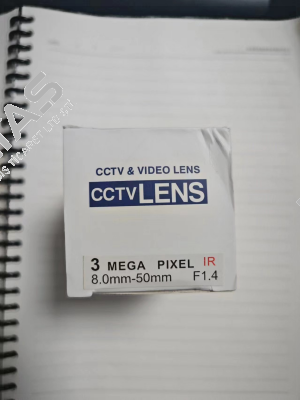 CCTV & VIDEO LENS
CCTVLENS
3 MEGA PIXEL IR
8.0mm-50mm F1.4